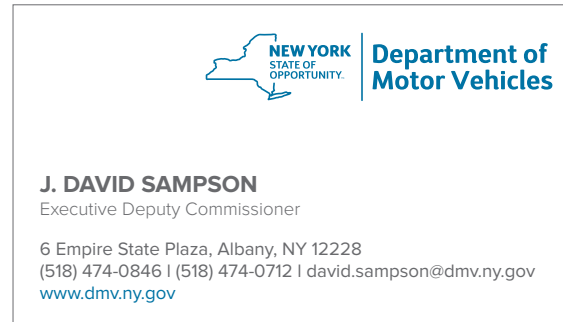 NEW YORK
STATE OF
OPPORTUNITY.
Department of
Motor Vehicles
J. DAVID SAMPSON
Executive Deputy Commissioner
6 Empire State Plaza, Albany, NY 12228
(518) 474-0846 I (518) 474-0712 I david.sampson@dmv.ny.gov
www.dmv.ny.gov